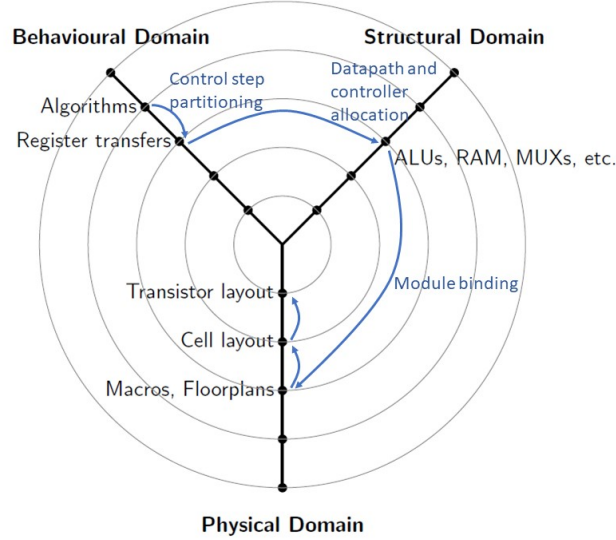 Behavioural Domain
Structural Domain
Control step
partitioning
Datapath and
controller
allocation
Algorithms
Register transfers
ALUs, RAM, MUXs, etc.
Transistor layout
Module binding
Cell layout
Macros, Floorplans
Physical Domain